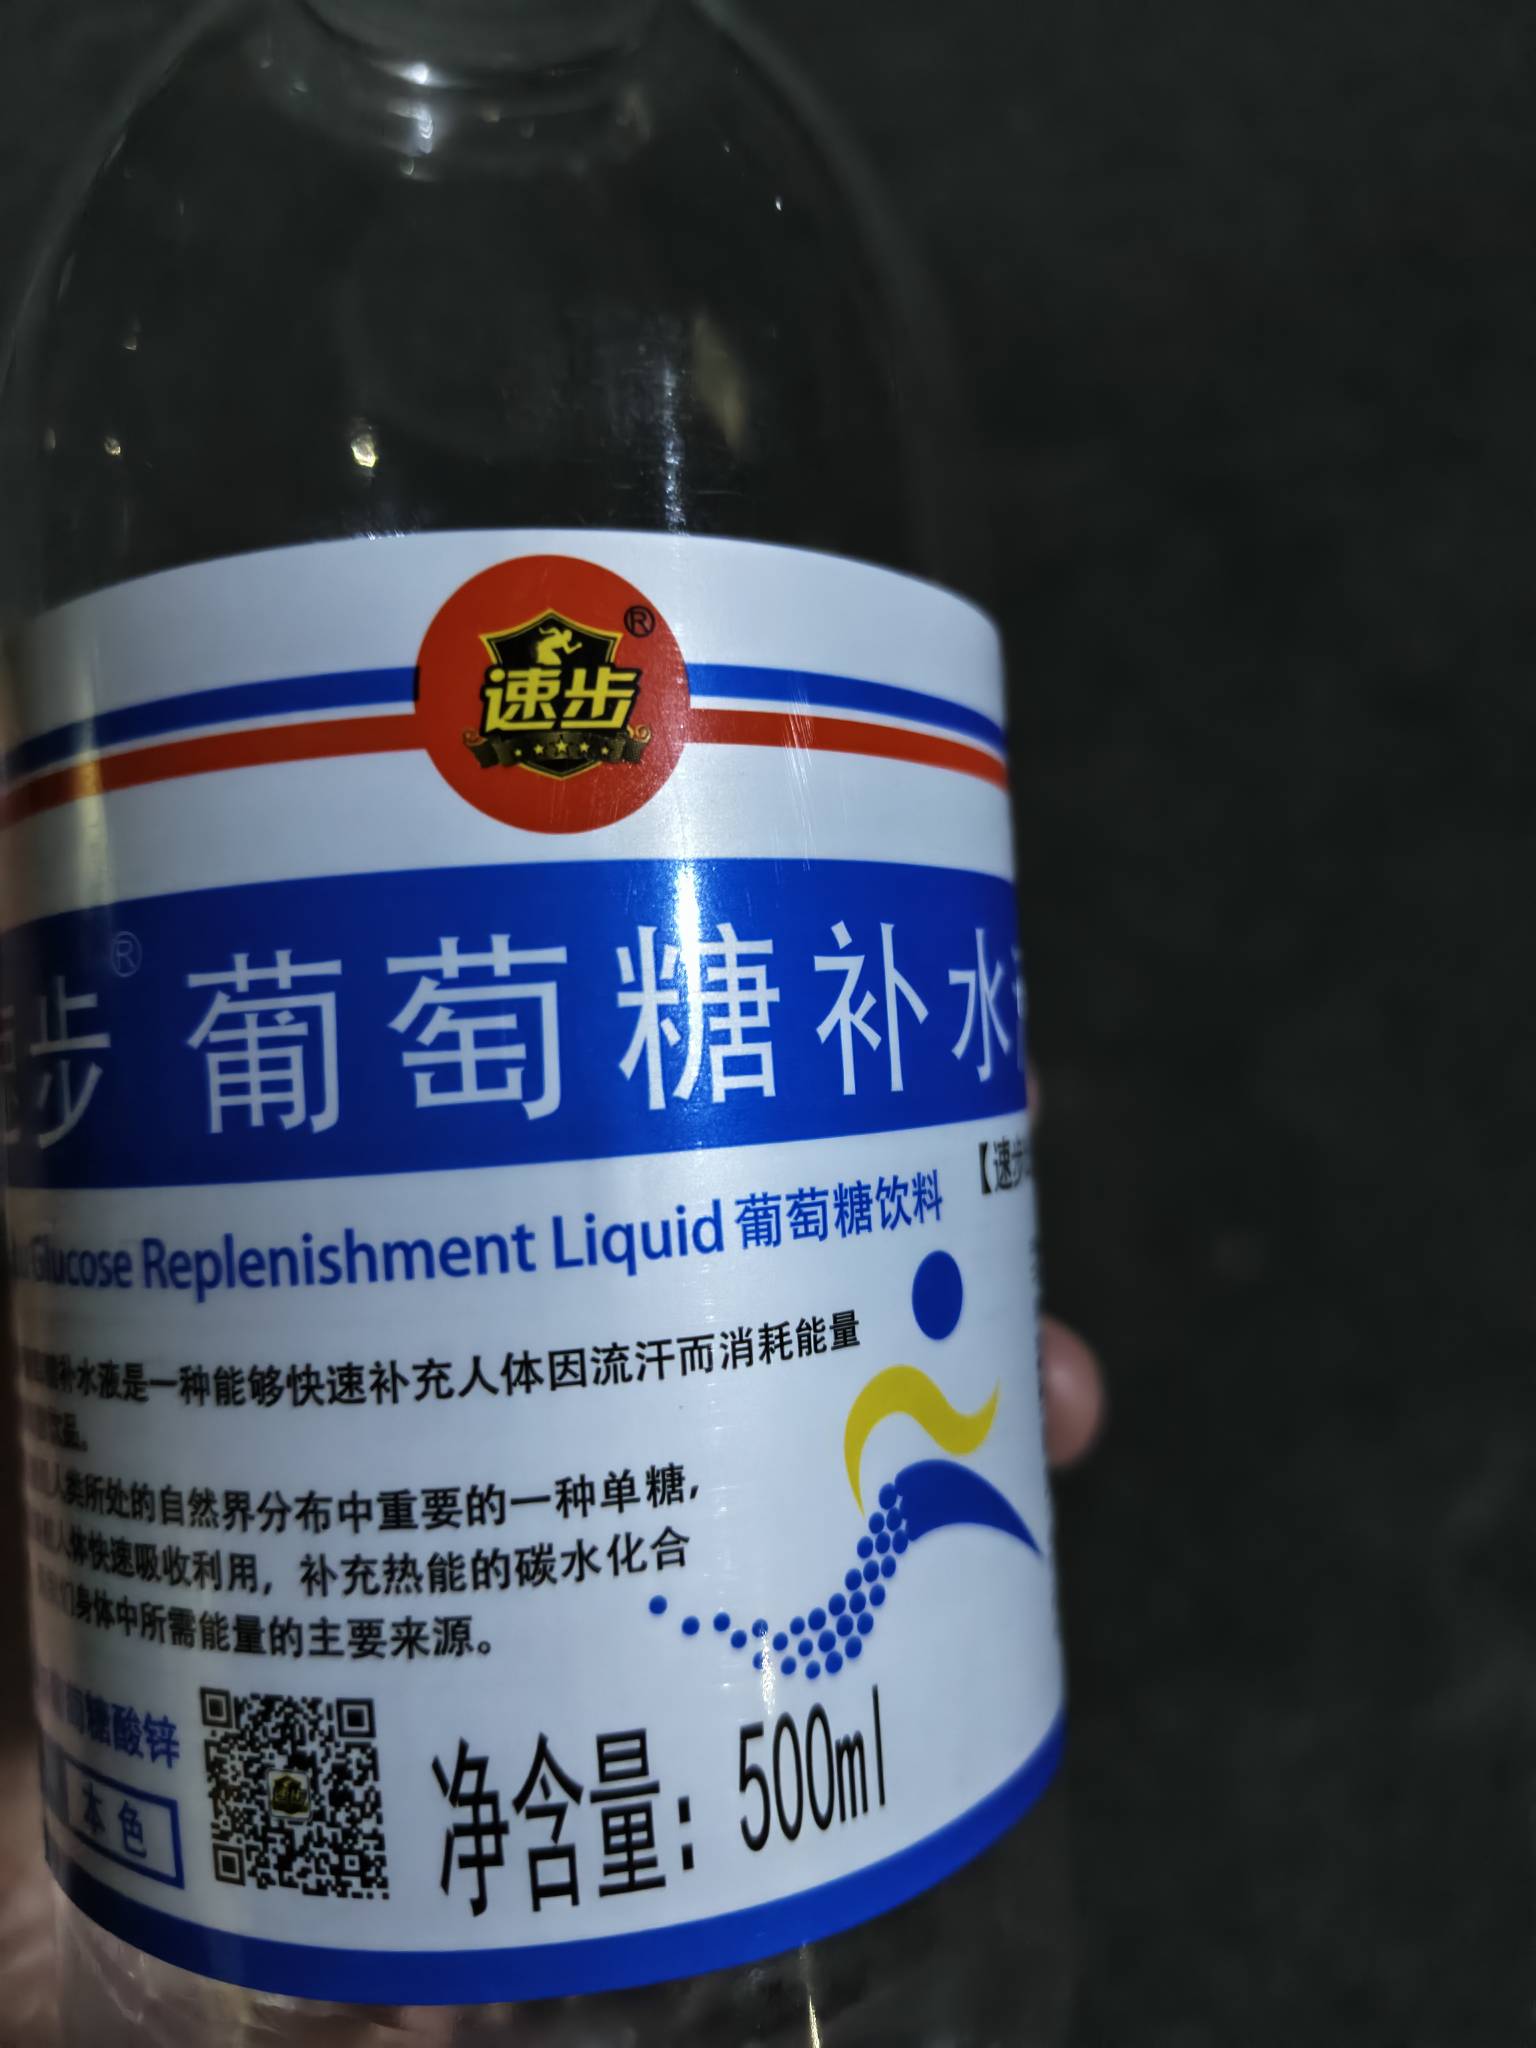 速步®
步® 葡萄糖补水
Glucose Replenishment Liquid 葡萄糖饮料
【速步
补水液是一种能够快速补充人体因流汗而消耗能量
饮品。
人类所处的自然界分布中重要的一种单糖，
人体快速吸收利用，补充热能的碳水化合
们身体中所需能量的主要来源。
糖酸锌
本色
净含量：500ml